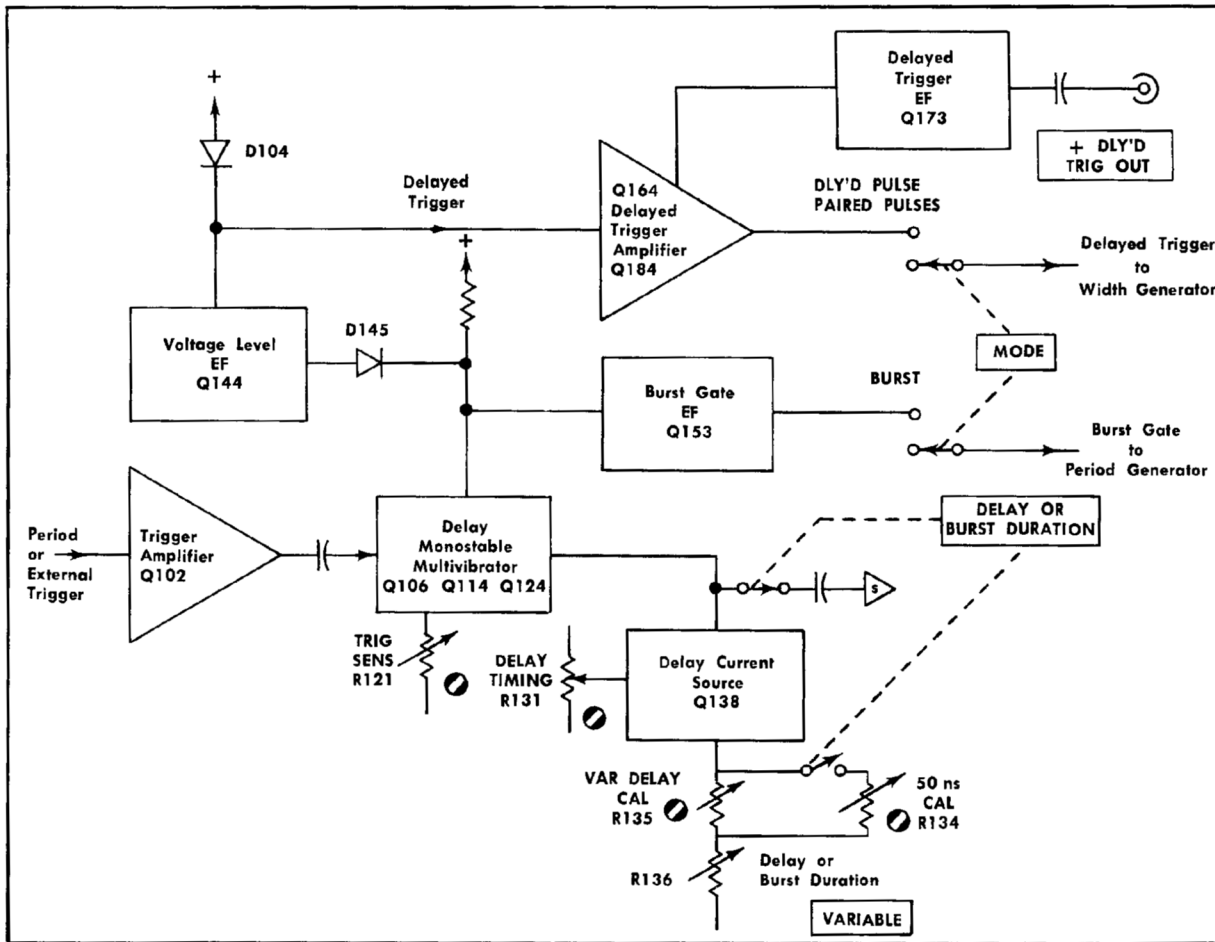 Delayed
Trigger
EF
Q173
+ DLY'D
TRIG OUT
+
D104
Delayed
Trigger
+
Q164
Delayed
Trigger
Amplifier
Q184
DLY'D PULSE
PAIRED PULSES
Delayed Trigger
to
Width Generator
Voltage Level
EF
Q144
D145
MODE
Burst Gate
EF
Q153
BURST
Burst Gate
to
Period Generator
Period
or
External
Trigger
Trigger
Amplifier
Q102
Delay
Monostable
Multivibrator
Q106 Q114 Q124
DELAY OR
BURST DURATION
S
TRIG
SENS
R121
DELAY
TIMING
R131
Delay Current
Source
Q138
VAR DELAY
CAL
R135
50 ns
CAL
R134
R136
Delay or
Burst Duration
VARIABLE